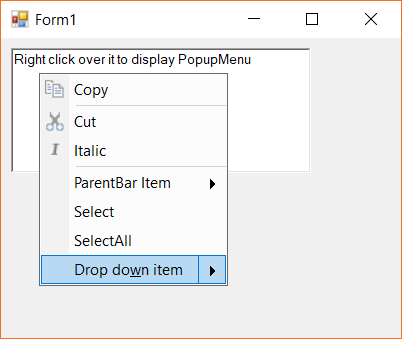 Form1
Right click over it to display PopupMenu
Copy
Cut
Italic
ParentBar Item
Select
SelectAll
Drop down item